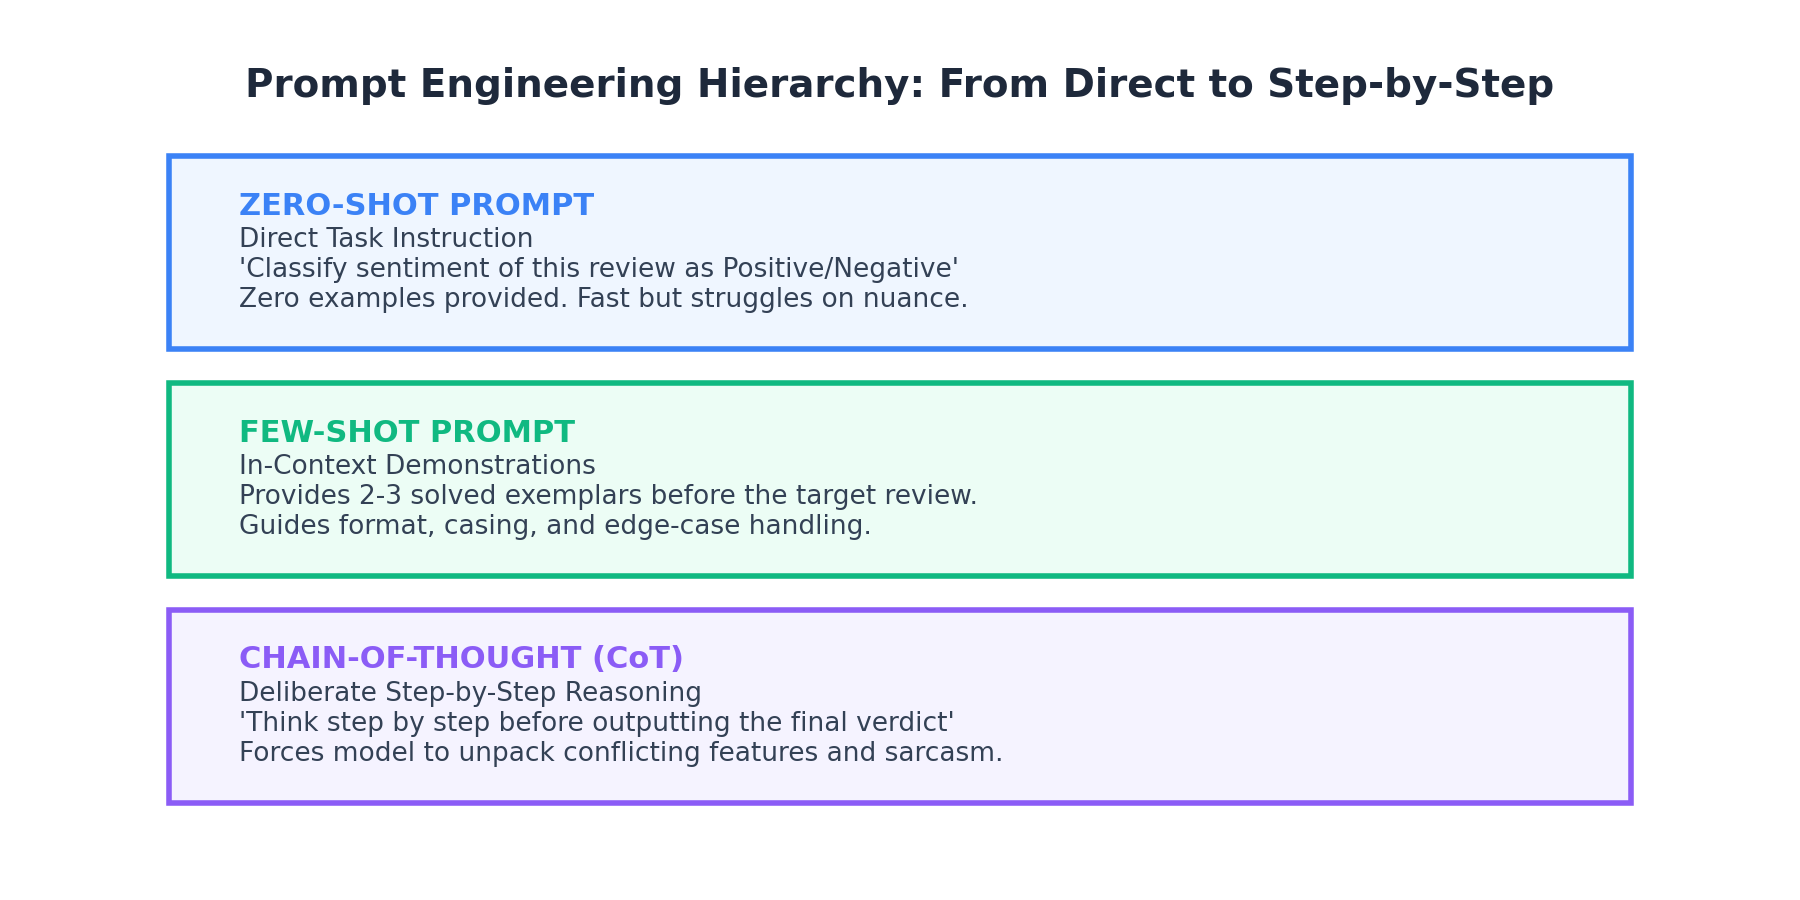 Prompt Engineering Hierarchy: From Direct to Step-by-Step
ZERO-SHOT PROMPT
Direct Task Instruction
'Classify sentiment of this review as Positive/Negative'
Zero examples provided. Fast but struggles on nuance.
FEW-SHOT PROMPT
In-Context Demonstrations
Provides 2-3 solved exemplars before the target review.
Guides format, casing, and edge-case handling.
CHAIN-OF-THOUGHT (CoT)
Deliberate Step-by-Step Reasoning
'Think step by step before outputting the final verdict'
Forces model to unpack conflicting features and sarcasm.